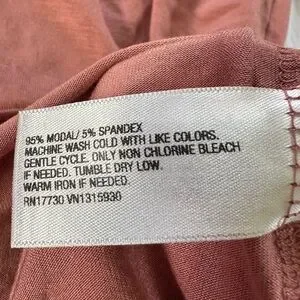 95% MODAL/ 5% SPANDEX
MACHINE WASH COLD WITH LIKE COLORS.
GENTLE CYCLE. ONLY NON CHLORINE BLEACH
IF NEEDED. TUMBLE DRY LOW.
WARM IRON IF NEEDED.
RN17730 VN1315930